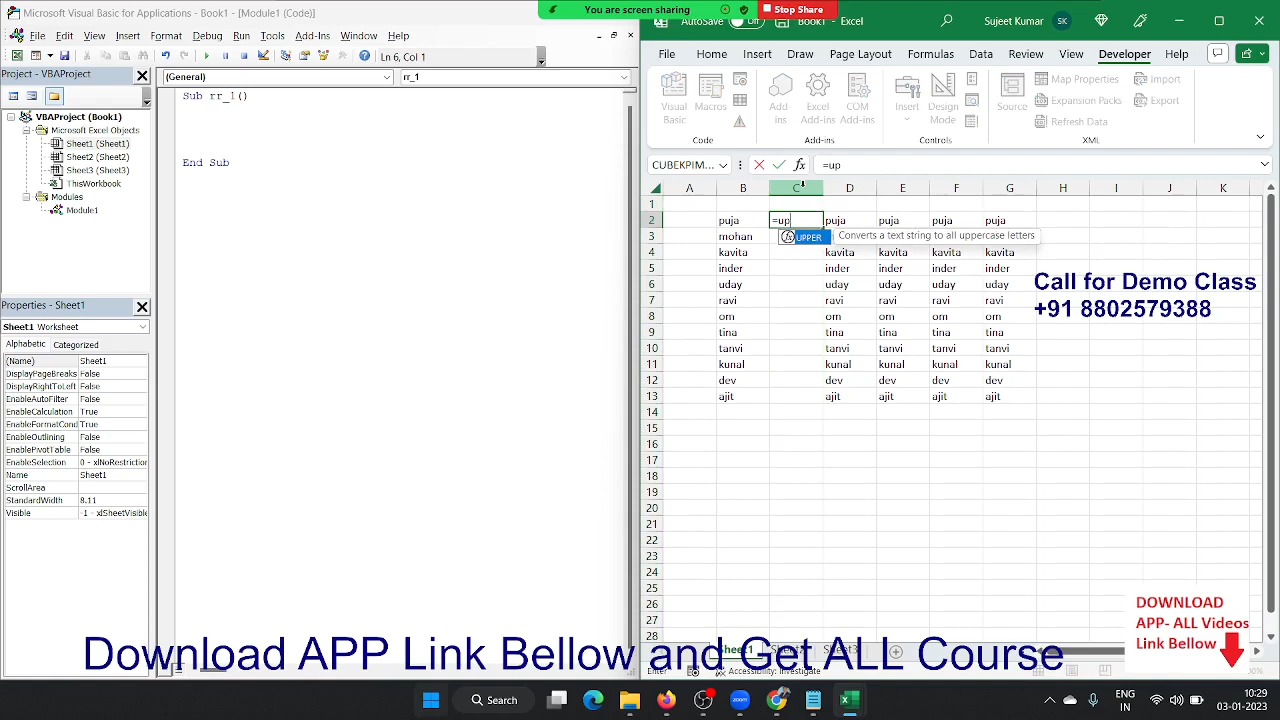 Microsoft Visual Basic for Applications - Book1 - [Module1 (Code)]
You are screen sharing
Stop Share
Book1 - Excel
Sujeet Kumar
SK
File Edit View Insert Format Debug Run Tools Add-Ins Window Help
File Home Insert Draw Page Layout Formulas Data Review View Developer Help
Ln 6, Col 1
Project - VBAProject
(General)
rr_1
Visual Basic
Macros
Add-ins
Excel Add-ins
COM Add-ins
Insert
Design Mode
Source
Map Properties
Expansion Packs
Refresh Data
Import
Export
Code
Add-ins
Controls
XML
VBAProject (Book1)
Microsoft Excel Objects
Sheet1 (Sheet1)
Sheet2 (Sheet2)
Sheet3 (Sheet3)
ThisWorkbook
Modules
Module1
Sub rr_1()
End Sub
CUBEKPIM...
=up
A B C D E F G H I J K
1
2 puja =up puja puja puja puja
UPPER
Converts a text string to all uppercase letters
3 mohan
4 kavita kavita kavita kavita kavita
5 inder inder inder inder inder
6 uday uday uday uday uday
7 ravi ravi ravi ravi ravi
8 om om om om om
9 tina tina tina tina tina
10 tanvi tanvi tanvi tanvi tanvi
11 kunal kunal kunal kunal kunal
12 dev dev dev dev dev
13 ajit ajit ajit ajit ajit
14
15
16
17
18
19
20
21
22
23
24
25
26
27
28
Call for Demo Class
+91 8802579388
Properties - Sheet1
Sheet1 Worksheet
Alphabetic Categorized
(Name) Sheet1
DisplayPageBreaks False
DisplayRightToLeft False
EnableAutoFilter False
EnableCalculation True
EnableFormatCond True
EnableOutlining False
EnablePivotTable False
EnableSelection 0 - xlNoRestriction
Name Sheet1
ScrollArea
StandardWidth 8.11
Visible -1 - xlSheetVisible
DOWNLOAD
APP- ALL Videos
Link Bellow
Download APP Link Bellow and Get ALL Course
Sheet1
Sheet3
Enter
Accessibility: Investigate
Search
zoom
ENG
IN
10:29
03-01-2023